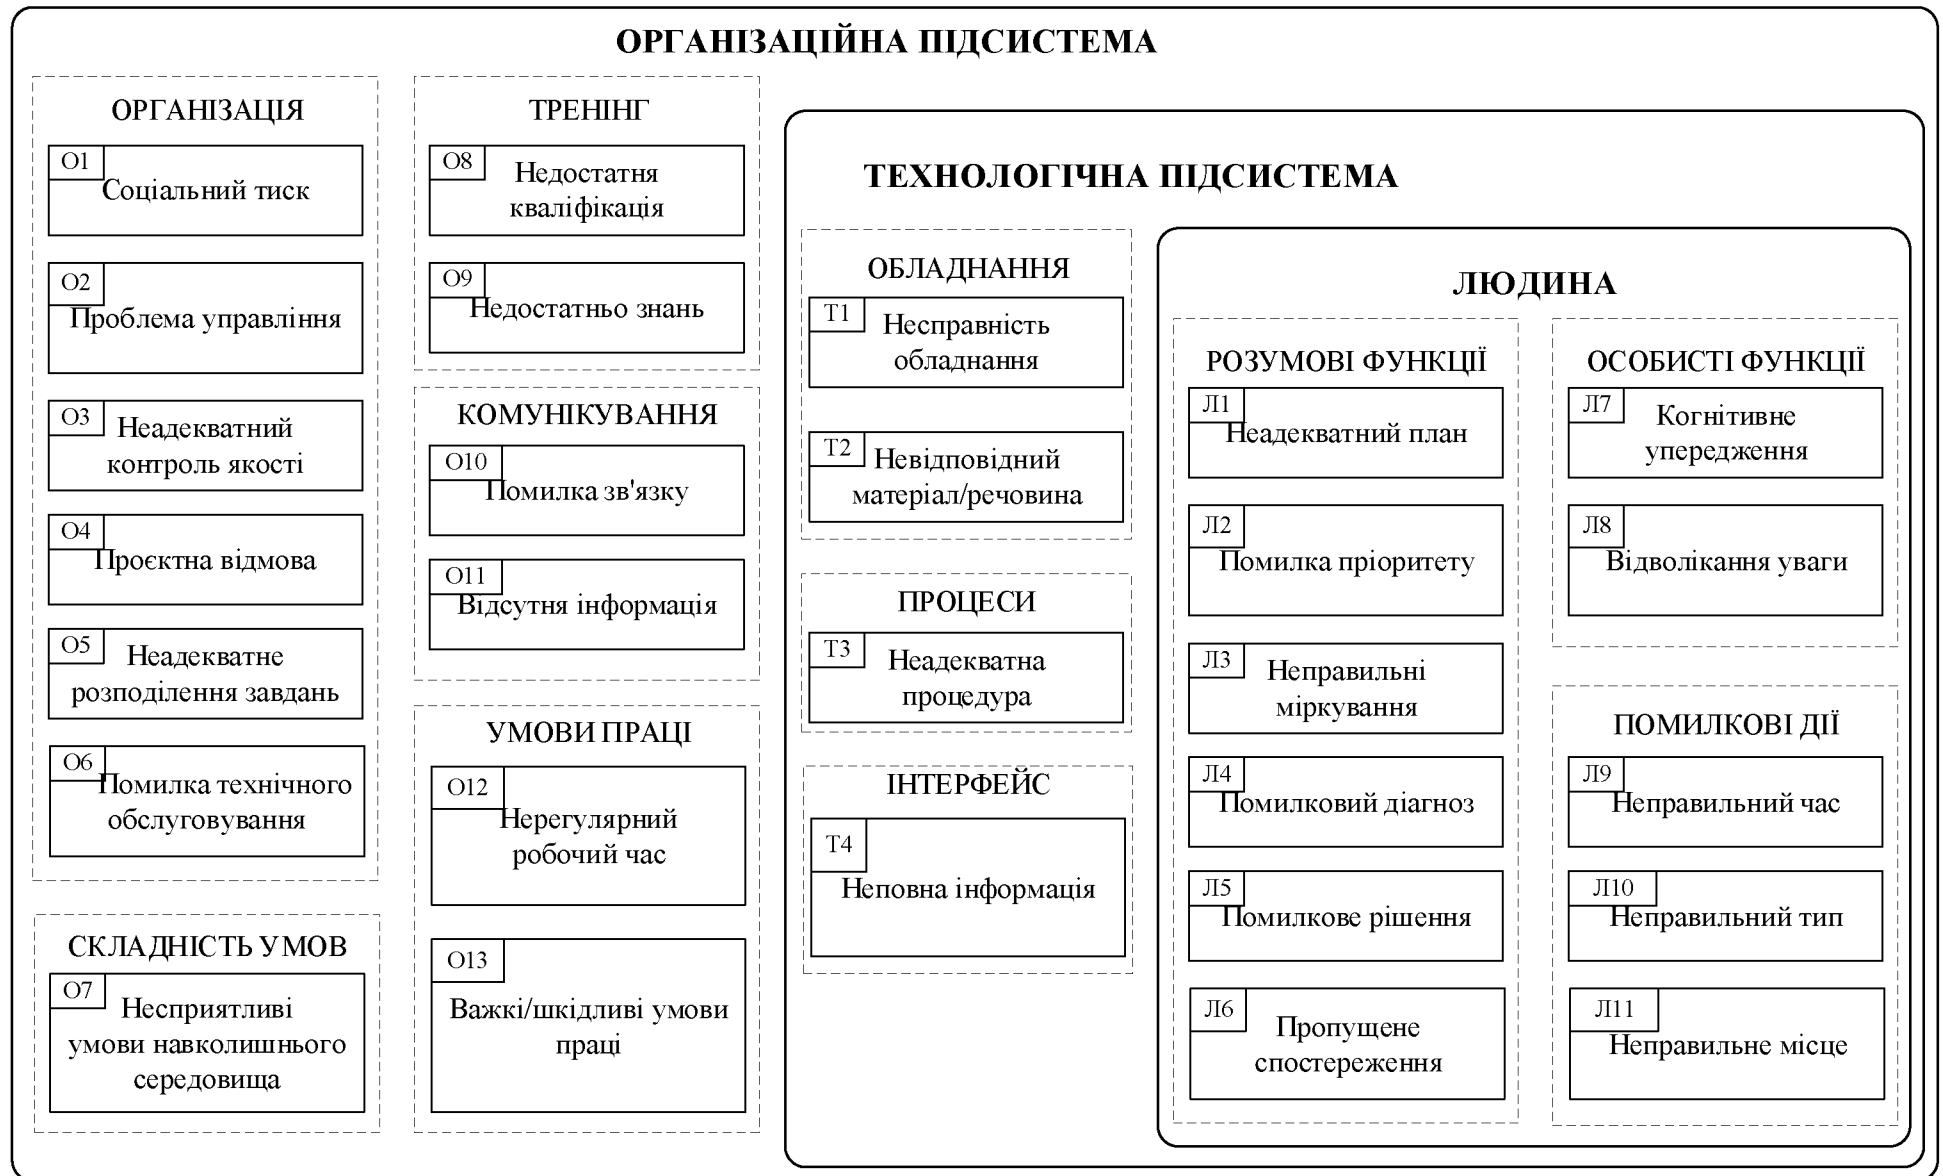 ОРГАНІЗАЦІЙНА ПІДСИСТЕМА
ОРГАНІЗАЦІЯ
О1
Соціальний тиск
О2
Проблема управління
О3
Неадекватний
контроль якості
О4
Проєктна відмова
О5
Неадекватне
розподілення завдань
О6
Помилка технічного
обслуговування
СКЛАДНІСТЬ УМОВ
О7
Несприятливі
умови навколишнього
середовища
ТРЕНІНГ
О8
Недостатня
кваліфікація
О9
Недостатньо знань
КОМУНІКУВАННЯ
О10
Помилка зв'язку
О11
Відсутня інформація
УМОВИ ПРАЦІ
О12
Нерегулярний
робочий час
О13
Важкі/шкідливі умови
праці
ТЕХНОЛОГІЧНА ПІДСИСТЕМА
ОБЛАДНАННЯ
Т1
Несправність
обладнання
Т2
Невідповідний
матеріал/речовина
ПРОЦЕСИ
Т3
Неадекватна
процедура
ІНТЕРФЕЙС
Т4
Неповна інформація
ЛЮДИНА
РОЗУМОВІ ФУНКЦІЇ
Л1
Неадекватний план
Л2
Помилка пріоритету
Л3
Неправильні
міркування
Л4
Помилковий діагноз
Л5
Помилкове рішення
Л6
Пропущене
спостереження
ОСОБИСТІ ФУНКЦІЇ
Л7
Когнітивне
упередження
Л8
Відволікання уваги
ПОМИЛКОВІ ДІЇ
Л9
Неправильний час
Л10
Неправильний тип
Л11
Неправильне місце